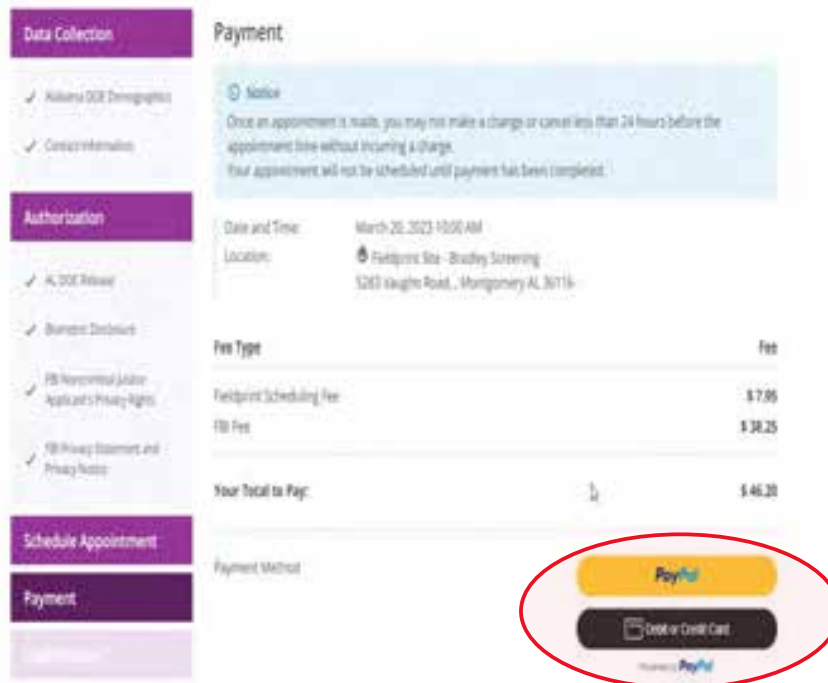 Data Collection
Alabama DOE Demographics
Contact Information
Authorization
AL DOE Release
Biometric Disclosure
FBI Noncriminal Justice
Applicant's Privacy Rights
FBI Privacy Statement and
Privacy Notice
Schedule Appointment
Payment
Payment
Notice
Once an appointment is made, you may not make a change or cancel less than 24 hours before the
appointment time without incurring a charge.
Your appointment will not be scheduled until payment has been completed.
Date and Time: March 20, 2023 10:00 AM
Location: Fieldprint Site - Bradley Screening
5283 Vaughn Road, , Montgomery AL 36116
Fee Type Fee
Fieldprint Scheduling Fee $ 7.95
FBI Fee $ 38.25
Your Total to Pay: $ 46.20
Payment Method
PayPal
Debit or Credit Card
Powered by PayPal